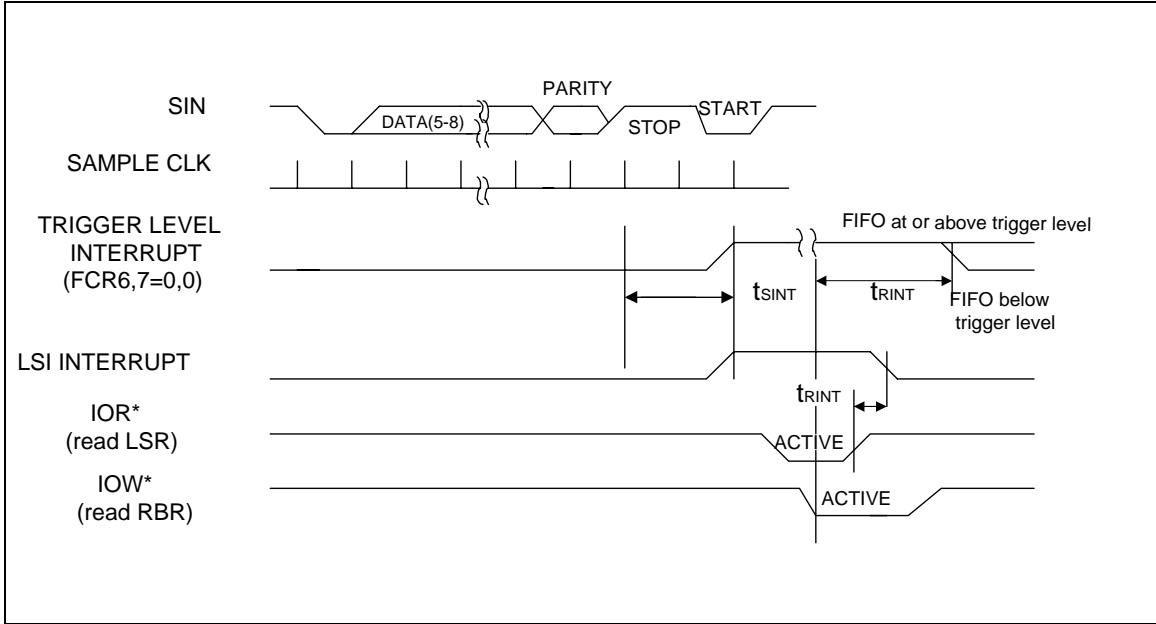 PARITY
SIN
START
DATA(5-8)
STOP
SAMPLE CLK
TRIGGER LEVEL
INTERRUPT
(FCR6,7=0,0)
FIFO at or above trigger level
tSINT
tRINT
FIFO below
trigger level
LSI INTERRUPT
tRINT
IOR*
(read LSR)
ACTIVE
IOW*
(read RBR)
ACTIVE